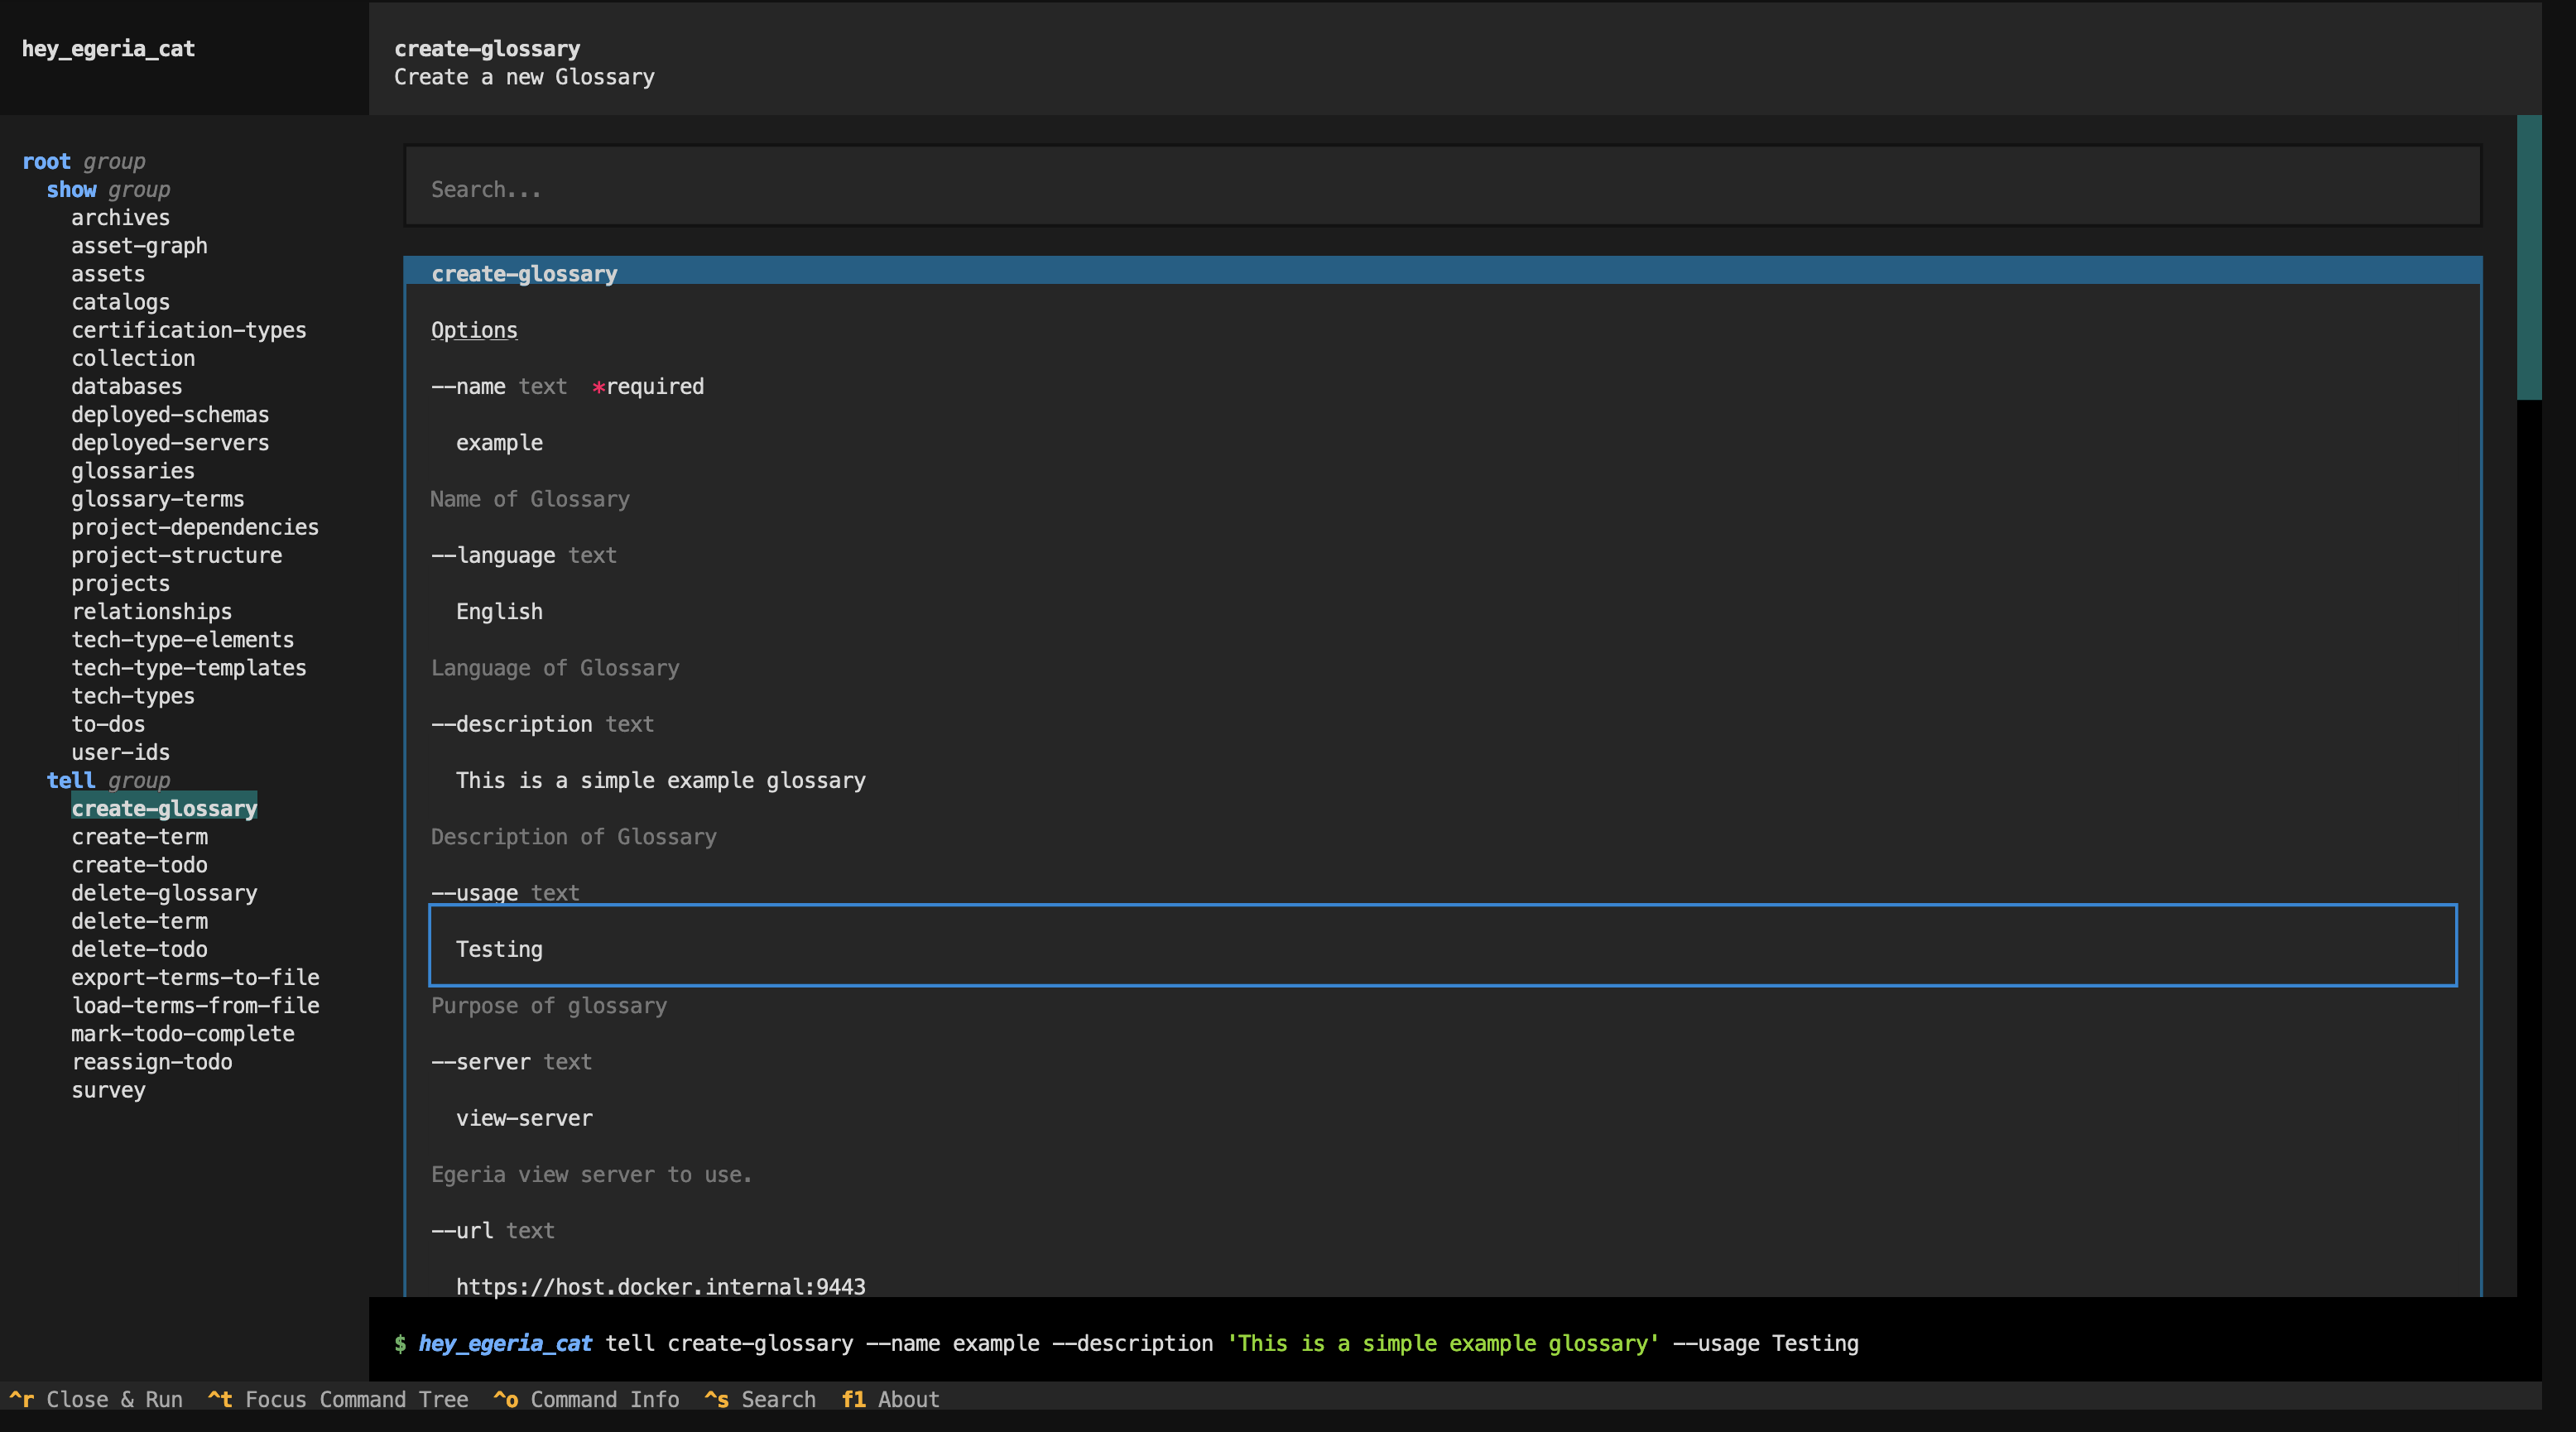 hey_egeria_cat
create-glossary
Create a new Glossary
root group
show group
archives
asset-graph
assets
catalogs
certification-types
collection
databases
deployed-schemas
deployed-servers
glossaries
glossary-terms
project-dependencies
project-structure
projects
relationships
tech-type-elements
tech-type-templates
tech-types
to-dos
user-ids
tell group
create-glossary
create-term
create-todo
delete-glossary
delete-term
delete-todo
export-terms-to-file
load-terms-from-file
mark-todo-complete
reassign-todo
survey
Search...
create-glossary
Options
--name text *required
example
Name of Glossary
--language text
English
Language of Glossary
--description text
This is a simple example glossary
Description of Glossary
--usage text
Testing
Purpose of glossary
--server text
view-server
Egeria view server to use.
--url text
https://host.docker.internal:9443
$ hey_egeria_cat tell create-glossary --name example --description 'This is a simple example glossary' --usage Testing
^r Close & Run ^t Focus Command Tree ^o Command Info ^s Search f1 About